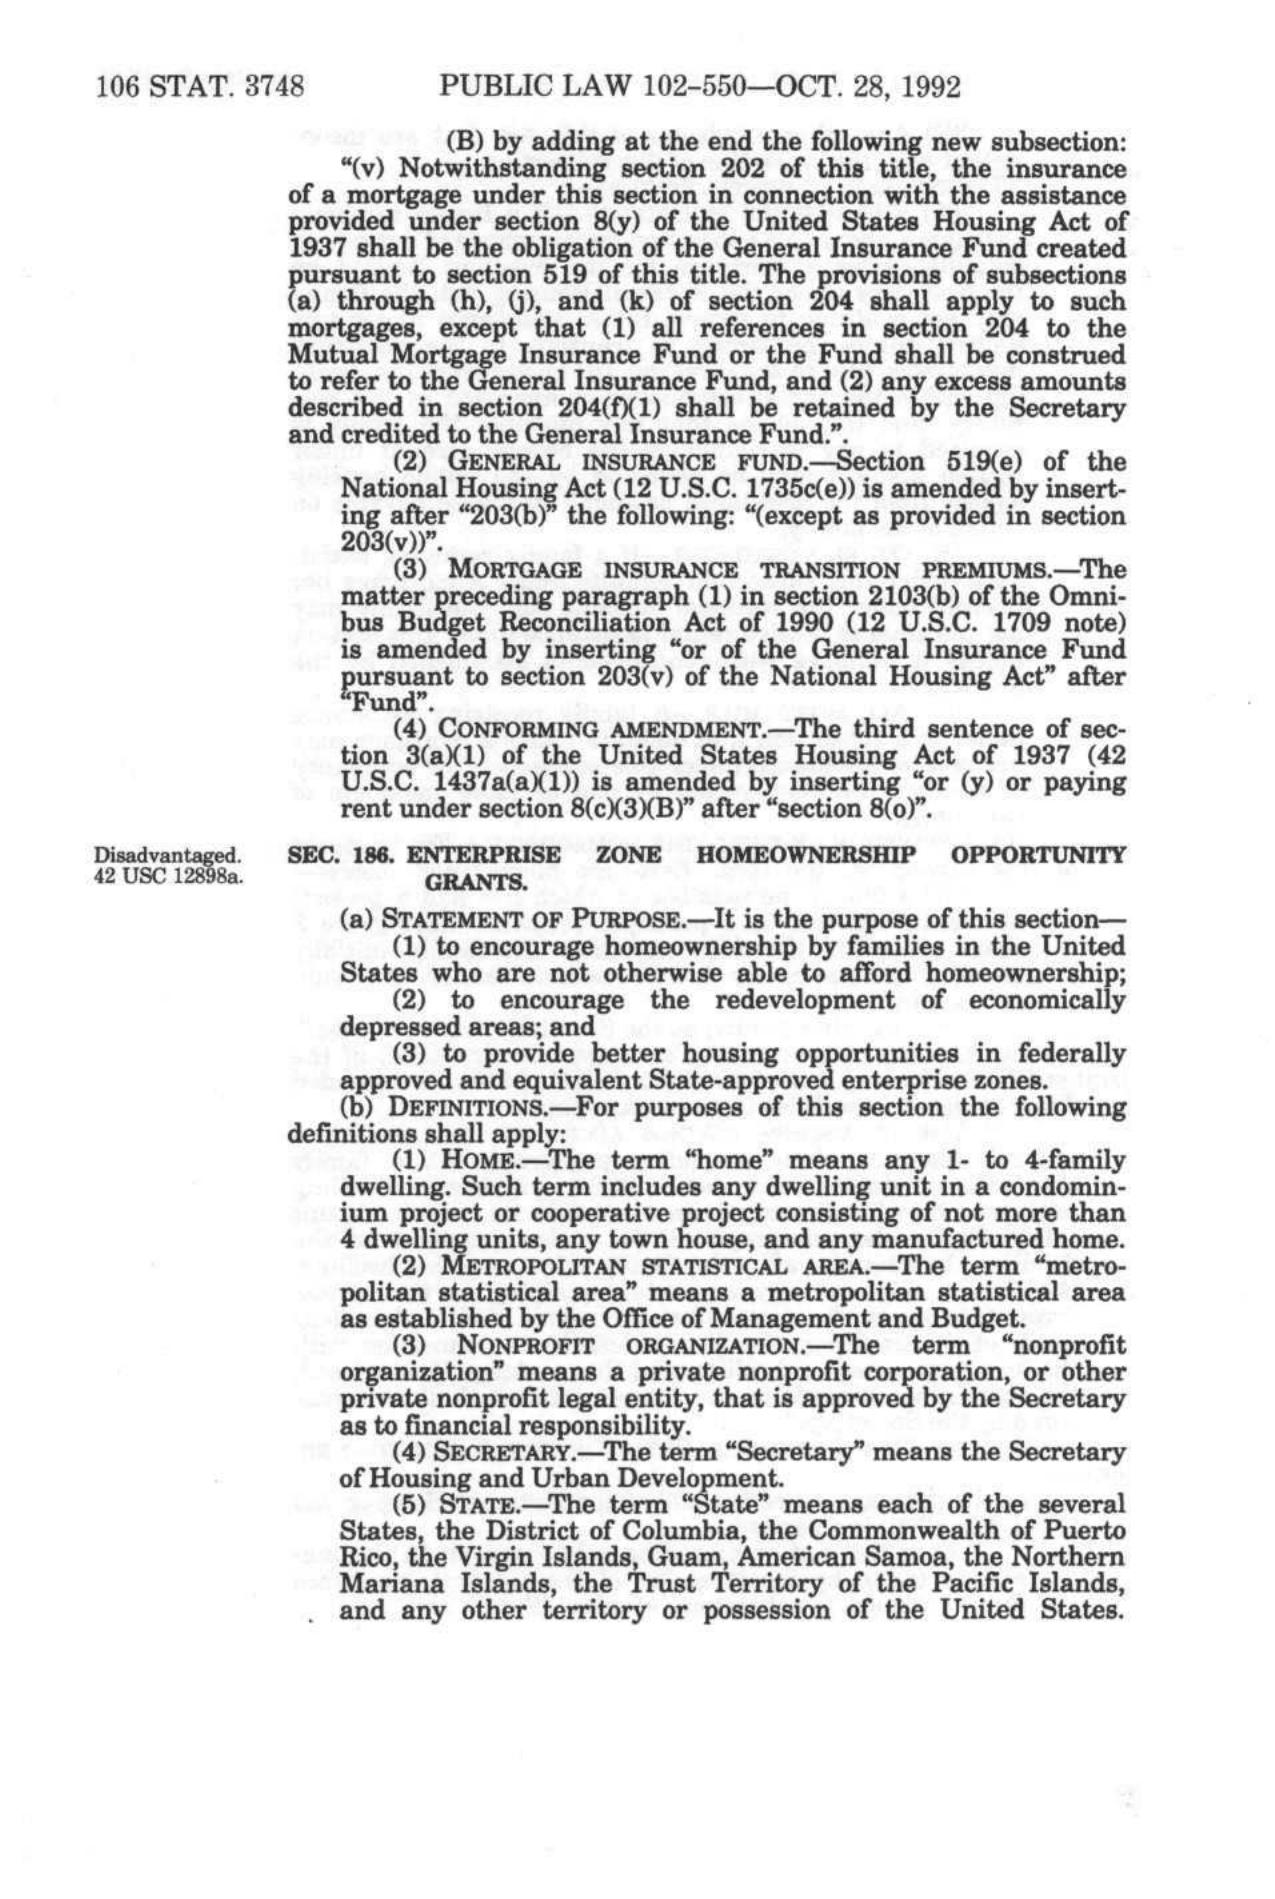 106 STAT. 3748 PUBLIC LAW 102-550—OCT. 28, 1992
(B) by adding at the end the following new subsection:
“(v) Notwithstanding section 202 of this title, the insurance
of a mortgage under this section in connection with the assistance
provided under section 8(y) of the United States Housing Act of
1937 shall be the obligation of the General Insurance Fund created
pursuant to section 519 of this title. The provisions of subsections
(a) through (h), (j), and (k) of section 204 shall apply to such
mortgages, except that (1) all references in section 204 to the
Mutual Mortgage Insurance Fund or the Fund shall be construed
to refer to the General Insurance Fund, and (2) any excess amounts
described in section 204(f)(1) shall be retained by the Secretary
and credited to the General Insurance Fund.”.
(2) GENERAL INSURANCE FUND.—Section 519(e) of the
National Housing Act (12 U.S.C. 1735c(e)) is amended by insert-
ing after “203(b)” the following: “(except as provided in section
203(v))”.
(3) MORTGAGE INSURANCE TRANSITION PREMIUMS.—The
matter preceding paragraph (1) in section 2103(b) of the Omni-
bus Budget Reconciliation Act of 1990 (12 U.S.C. 1709 note)
is amended by inserting “or of the General Insurance Fund
pursuant to section 203(v) of the National Housing Act” after
“Fund”.
(4) CONFORMING AMENDMENT.—The third sentence of sec-
tion 3(a)(1) of the United States Housing Act of 1937 (42
U.S.C. 1437a(a)(1)) is amended by inserting “or (y) or paying
rent under section 8(c)(3)(B)” after “section 8(o)”.
Disadvantaged.
42 USC 12898a.
SEC. 186. ENTERPRISE ZONE HOMEOWNERSHIP OPPORTUNITY
GRANTS.
(a) STATEMENT OF PURPOSE.—It is the purpose of this section—
(1) to encourage homeownership by families in the United
States who are not otherwise able to afford homeownership;
(2) to encourage the redevelopment of economically
depressed areas; and
(3) to provide better housing opportunities in federally
approved and equivalent State-approved enterprise zones.
(b) DEFINITIONS.—For purposes of this section the following
definitions shall apply:
(1) HOME.—The term “home” means any 1- to 4-family
dwelling. Such term includes any dwelling unit in a condomin-
ium project or cooperative project consisting of not more than
4 dwelling units, any town house, and any manufactured home.
(2) METROPOLITAN STATISTICAL AREA.—The term “metro-
politan statistical area” means a metropolitan statistical area
as established by the Office of Management and Budget.
(3) NONPROFIT ORGANIZATION.—The term “nonprofit
organization” means a private nonprofit corporation, or other
private nonprofit legal entity, that is approved by the Secretary
as to financial responsibility.
(4) SECRETARY.—The term “Secretary” means the Secretary
of Housing and Urban Development.
(5) STATE.—The term “State” means each of the several
States, the District of Columbia, the Commonwealth of Puerto
Rico, the Virgin Islands, Guam, American Samoa, the Northern
Mariana Islands, the Trust Territory of the Pacific Islands,
and any other territory or possession of the United States.